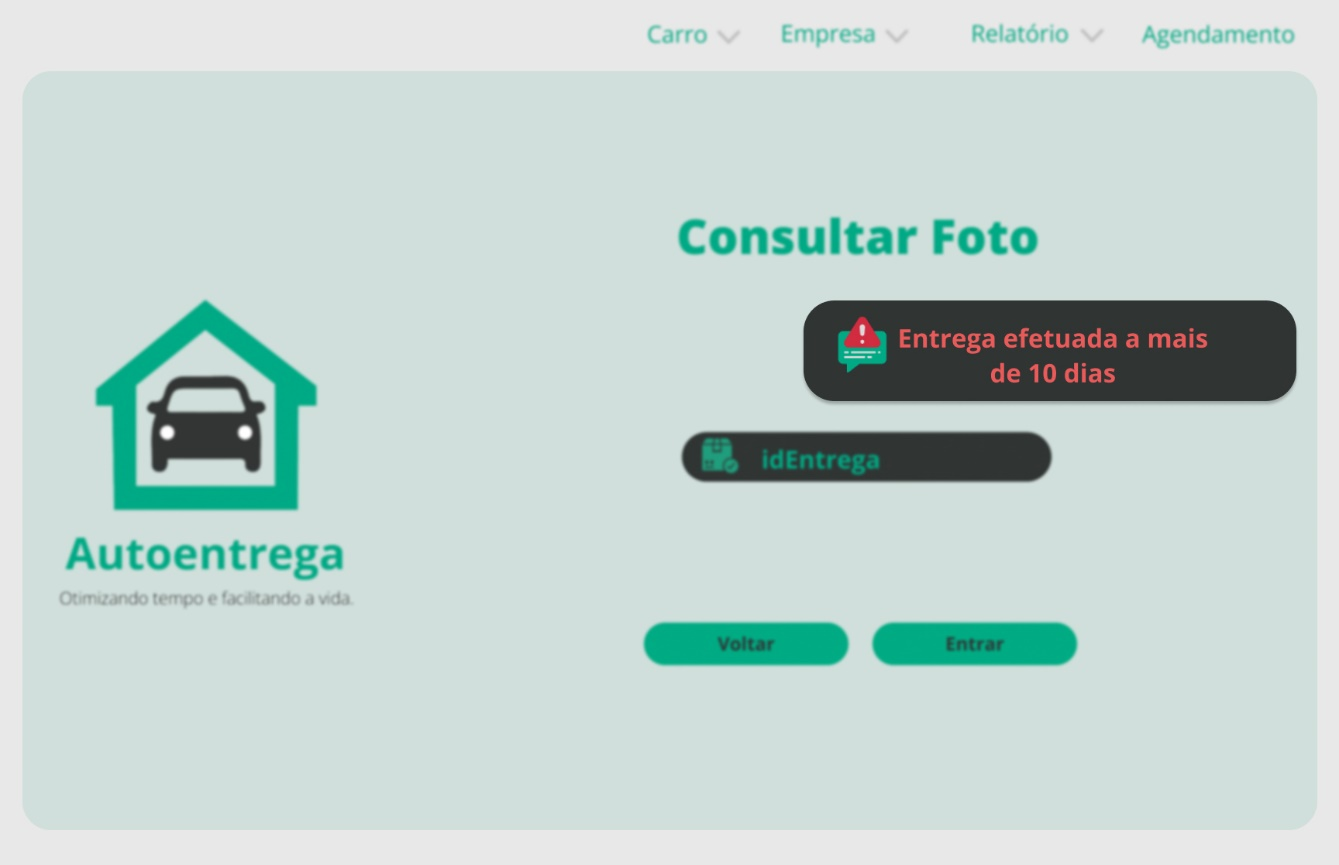 Carro
Empresa
Relatório
Agendamento
Consultar Foto
Entrega efetuada a mais
de 10 dias
idEntrega
Autoentrega
Otimizando tempo e facilitando a vida.
Voltar
Entrar